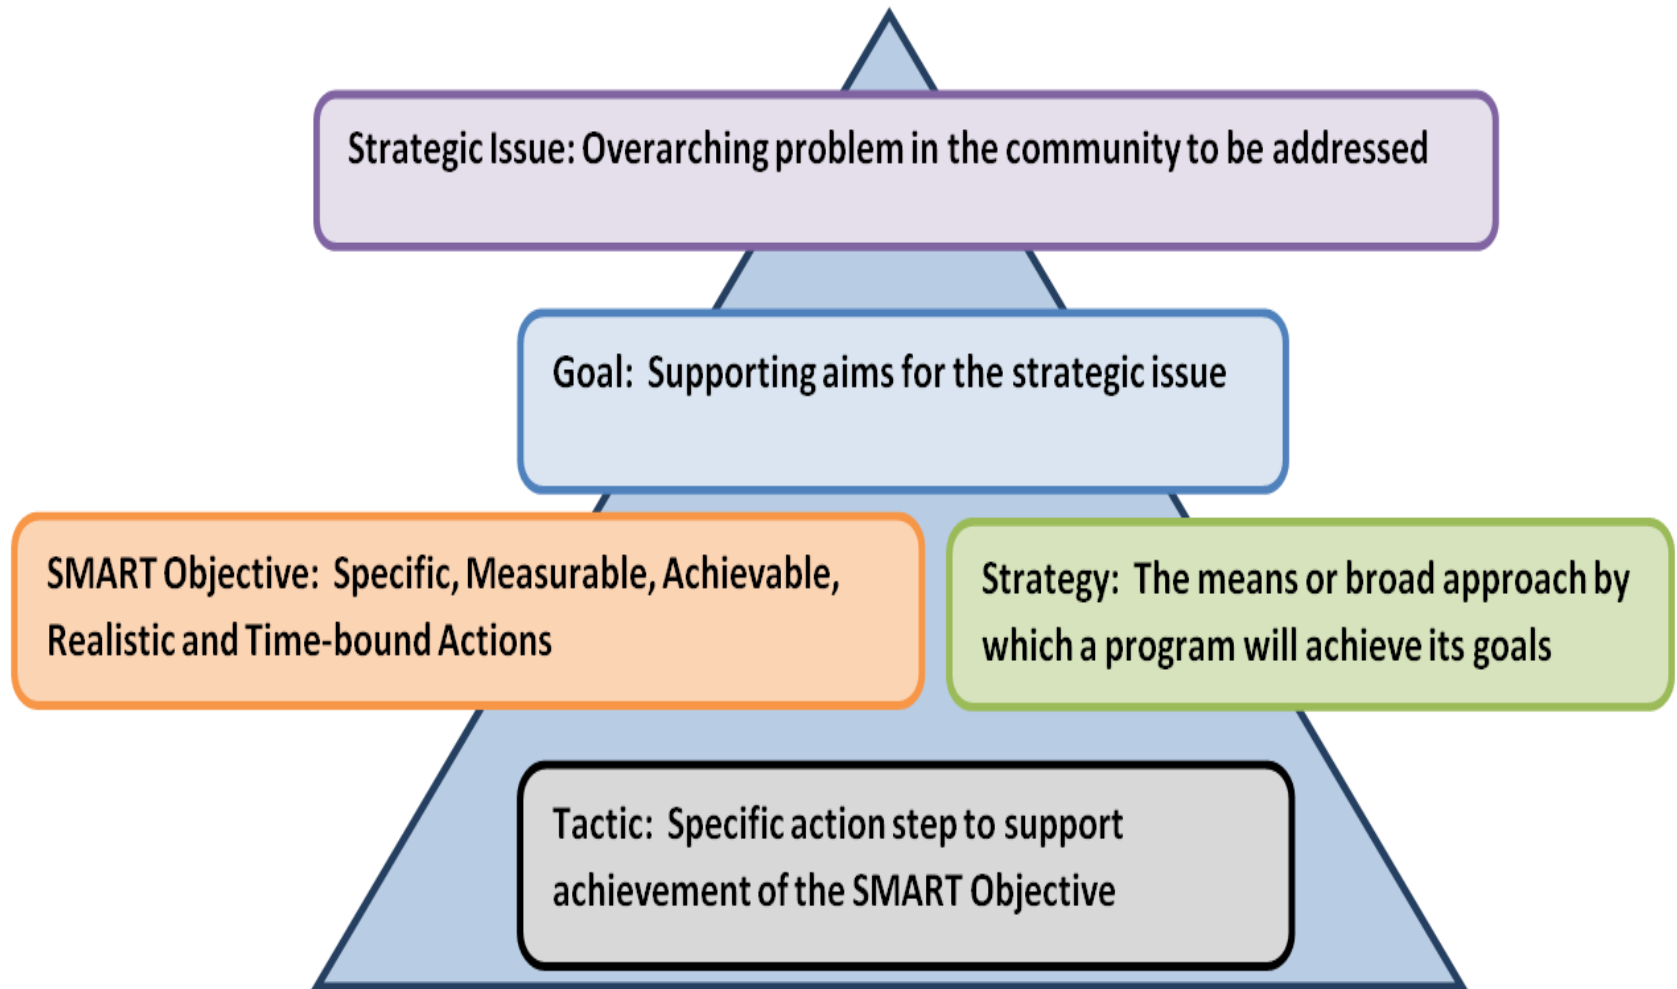 Strategic Issue: Overarching problem in the community to be addressed
Goal:  Supporting aims for the strategic issue
SMART Objective:  Specific, Measurable, Achievable,
Realistic and Time-bound Actions
Strategy:  The means or broad approach by
which a program will achieve its goals
Tactic:  Specific action step to support
achievement of the SMART Objective